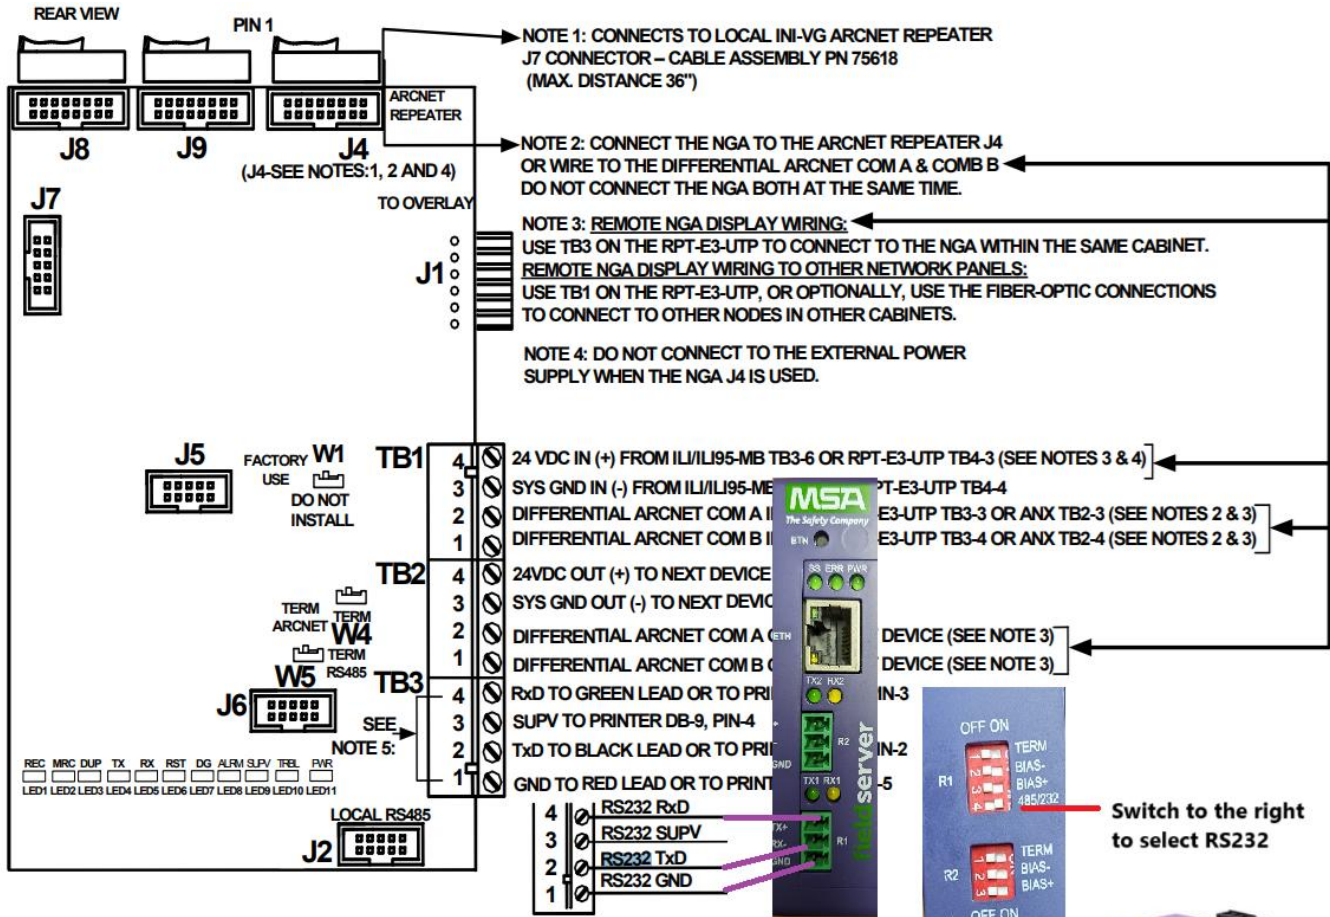 REAR VIEW
PIN 1
ARCNET
REPEATER
J8
J9
J4
(J4-SEE NOTES:1, 2 AND 4)
J7
TO OVERLAY
J1
NOTE 1: CONNECTS TO LOCAL INI-VG ARCNET REPEATER
J7 CONNECTOR – CABLE ASSEMBLY PN 75618
(MAX. DISTANCE 36")
NOTE 2: CONNECT THE NGA TO THE ARCNET REPEATER J4
OR WIRE TO THE DIFFERENTIAL ARCNET COM A & COMB B
DO NOT CONNECT THE NGA BOTH AT THE SAME TIME.
NOTE 3: REMOTE NGA DISPLAY WIRING:
USE TB3 ON THE RPT-E3-UTP TO CONNECT TO THE NGA WITHIN THE SAME CABINET.
REMOTE NGA DISPLAY WIRING TO OTHER NETWORK PANELS:
USE TB1 ON THE RPT-E3-UTP, OR OPTIONALLY, USE THE FIBER-OPTIC CONNECTIONS
TO CONNECT TO OTHER NODES IN OTHER CABINETS.
NOTE 4: DO NOT CONNECT TO THE EXTERNAL POWER
SUPPLY WHEN THE NGA J4 IS USED.
J5
FACTORY USE
W1
DO NOT
INSTALL
TB1
4 24 VDC IN (+) FROM ILI/ILI95-MB TB3-6 OR RPT-E3-UTP TB4-3 (SEE NOTES 3 & 4)
3 SYS GND IN (-) FROM ILI/ILI95-ME PT-E3-UTP TB4-4
2 DIFFERENTIAL ARCNET COM A I E3-UTP TB3-3 OR ANX TB2-3 (SEE NOTES 2 & 3)
1 DIFFERENTIAL ARCNET COM B I E3-UTP TB3-4 OR ANX TB2-4 (SEE NOTES 2 & 3)
TB2
4 24VDC OUT (+) TO NEXT DEVICE
3 SYS GND OUT (-) TO NEXT DEVIC
2 DIFFERENTIAL ARCNET COM A DEVICE (SEE NOTE 3)
1 DIFFERENTIAL ARCNET COM B DEVICE (SEE NOTE 3)
TERM
ARCNET
TERM
W4
TERM
RS485
W5
TB3
4 RxD TO GREEN LEAD OR TO PRI IN-3
3 SUPV TO PRINTER DB-9, PIN-4
2 TxD TO BLACK LEAD OR TO PRI IN-2
1 GND TO RED LEAD OR TO PRINT -5
J6
SEE
NOTE 5:
REC MRC DUP TX RX RST DG ALRM SUPV TRBL PWR
LED1 LED2 LED3 LED4 LED5 LED6 LED7 LED8 LED9 LED10 LED11
LOCAL RS485
J2
4 RS232 RxD
3 RS232 SUPV
2 RS232 TxD
1 RS232 GND
MSA
The Safety Company
BTN
SS ERR PWR
ETH
TX2 RX2
+
-
GND
R2
TX1 RX1
TX+
RX-
GND
R1
fieldserver
OFF ON
R1
1 TERM
2 BIAS-
3 BIAS+
4 485/232
R2
1 TERM
2 BIAS-
3 BIAS+
OFF ON
Switch to the right
to select RS232